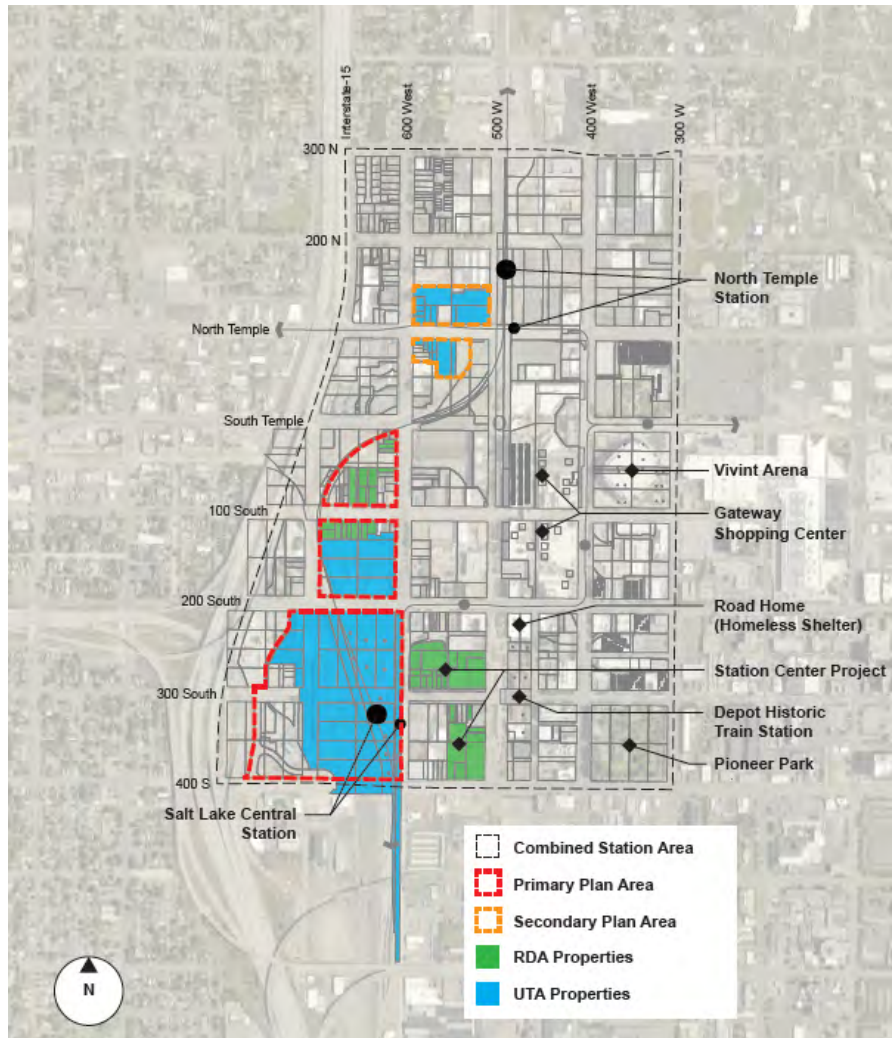 Interstate-15
600 West
500 W
400 West
300 W
300 N
200 N
North Temple
Station
North Temple
South Temple
Vivint Arena
100 South
Gateway
Shopping Center
200 South
Road Home
(Homeless Shelter)
Station Center Project
300 South
Depot Historic
Train Station
Pioneer Park
400 S
Salt Lake Central
Station
Combined Station Area
Primary Plan Area
Secondary Plan Area
RDA Properties
UTA Properties
N